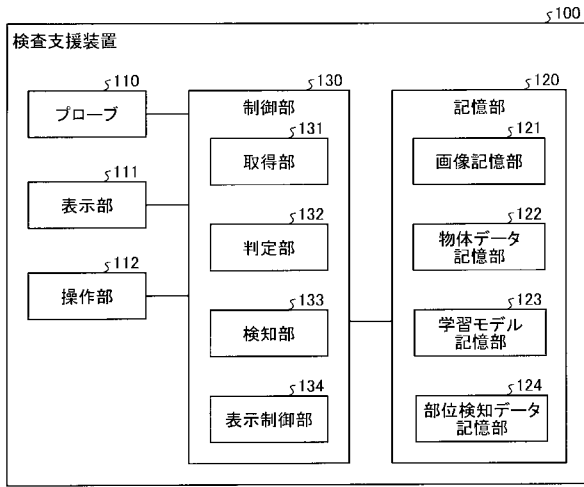 100
検査支援装置
110
プローブ
111
表示部
112
操作部
130
制御部
131
取得部
132
判定部
133
検知部
134
表示制御部
120
記憶部
121
画像記憶部
122
物体データ
記憶部
123
学習モデル
記憶部
124
部位検知データ
記憶部